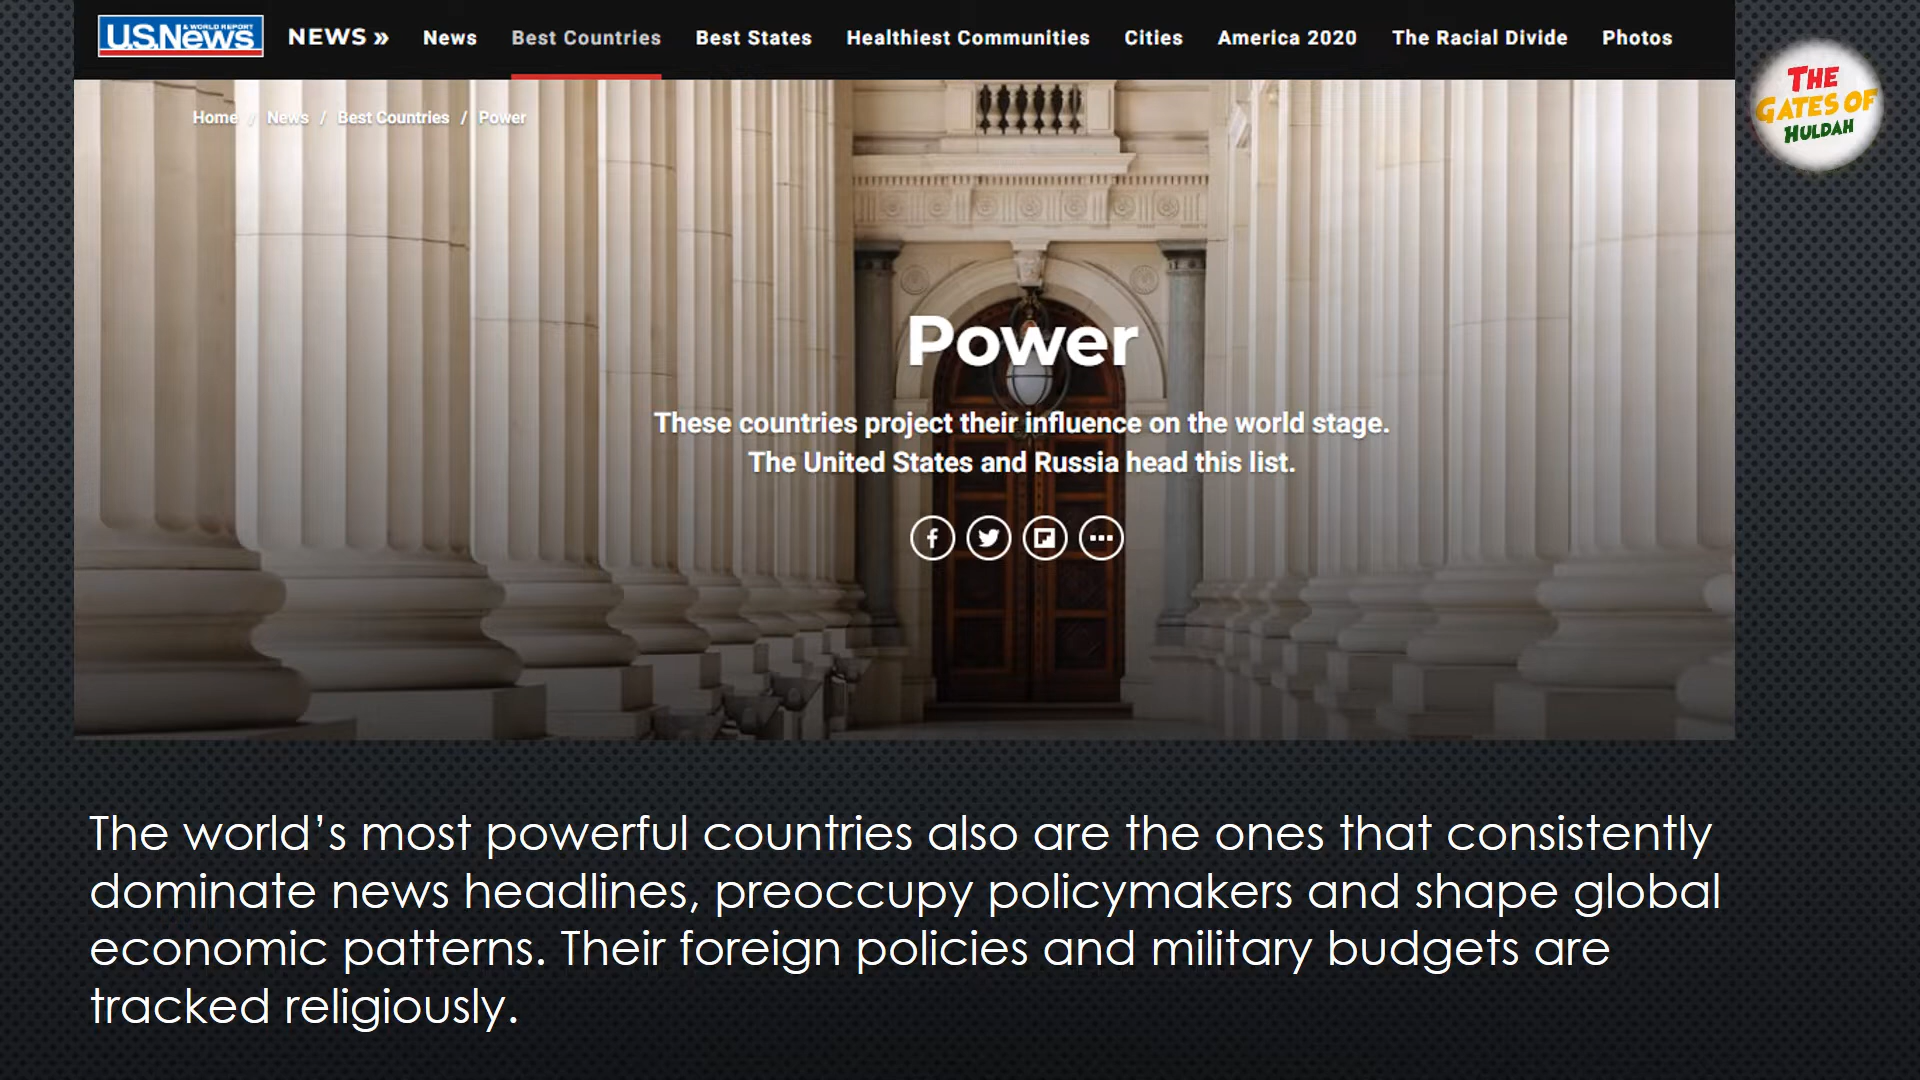 U.S.News
& WORLD REPORT
NEWS » News Best Countries Best States Healthiest Communities Cities America 2020 The Racial Divide Photos
THE
GATES OF
HULDAH
Home / News / Best Countries / Power
Power
These countries project their influence on the world stage.
The United States and Russia head this list.
The world’s most powerful countries also are the ones that consistently
dominate news headlines, preoccupy policymakers and shape global
economic patterns. Their foreign policies and military budgets are
tracked religiously.